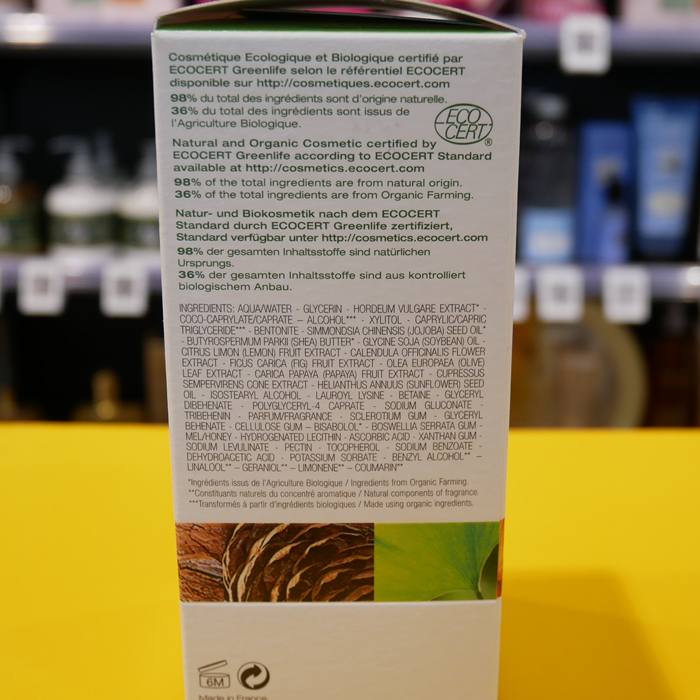 Cosmétique Ecologique et Biologique certifié par
ECOCERT Greenlife selon le référentiel ECOCERT
disponible sur http://cosmetiques.ecocert.com
98% du total des ingrédients sont d'origine naturelle.
36% du total des ingrédients sont issus de
l'Agriculture Biologique.
ECO
CERT
®
Natural and Organic Cosmetic certified by
ECOCERT Greenlife according to ECOCERT Standard
available at http://cosmetics.ecocert.com
98% of the total ingredients are from natural origin.
36% of the total ingredients are from Organic Farming.
Natur- und Biokosmetik nach dem ECOCERT
Standard durch ECOCERT Greenlife zertifiziert,
Standard verfügbar unter http://cosmetics.ecocert.com
98% der gesamten Inhaltsstoffe sind natürlichen
Ursprungs.
36% der gesamten Inhaltsstoffe sind aus kontrolliert
biologischem Anbau.
INGREDIENTS: AQUA/WATER - GLYCERIN - HORDEUM VULGARE EXTRACT* -
COCO-CAPRYLATE/CAPRATE – ALCOHOL*** - XYLITOL - CAPRYLIC/CAPRIC
TRIGLYCERIDE*** - BENTONITE - SIMMONDSIA CHINENSIS (JOJOBA) SEED OIL*
- BUTYROSPERMUM PARKII (SHEA) BUTTER* - GLYCINE SOJA (SOYBEAN) OIL -
CITRUS LIMON (LEMON) FRUIT EXTRACT - CALENDULA OFFICINALIS FLOWER
EXTRACT - FICUS CARICA (FIG) FRUIT EXTRACT - OLEA EUROPAEA (OLIVE)
LEAF EXTRACT - CARICA PAPAYA (PAPAYA) FRUIT EXTRACT - CUPRESSUS
SEMPERVIRENS CONE EXTRACT - HELIANTHUS ANNUUS (SUNFLOWER) SEED
OIL - ISOSTEARYL ALCOHOL - LAUROYL LYSINE - BETAINE - GLYCERYL
DIBEHENATE - POLYGLYCERYL-4 CAPRATE - SODIUM GLUCONATE -
TRIBEHENIN - PARFUM/FRAGRANCE - SCLEROTIUM GUM – GLYCERYL
BEHENATE - CELLULOSE GUM – BISABOLOL* - BOSWELLIA SERRATA GUM -
MEL/HONEY - HYDROGENATED LECITHIN - ASCORBIC ACID - XANTHAN GUM -
SODIUM LEVULINATE - PECTIN - TOCOPHEROL - SODIUM BENZOATE -
DEHYDROACETIC ACID - POTASSIUM SORBATE - BENZYL ALCOHOL** –
LINALOOL** – GERANIOL** – LIMONENE** – COUMARIN**
*Ingrédients issus de l'Agriculture Biologique / Ingredients from Organic Farming.
**Constituants naturels du concentré aromatique / Natural components of fragrance.
***Transformés à partir d'ingrédients biologiques / Made using organic ingredients.
6M
Made in France